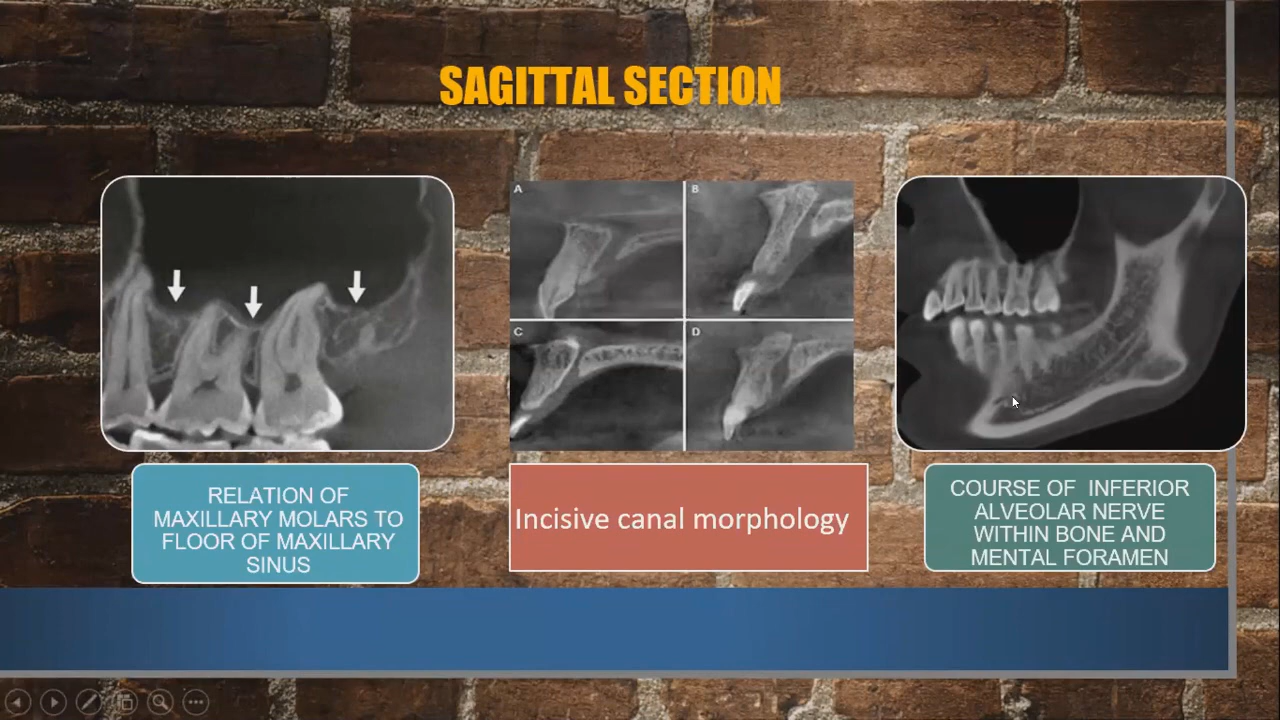 SAGITTAL SECTION
A
B
C
D
RELATION OF
MAXILLARY MOLARS TO
FLOOR OF MAXILLARY
SINUS
Incisive canal morphology
COURSE OF INFERIOR
ALVEOLAR NERVE
WITHIN BONE AND
MENTAL FORAMEN